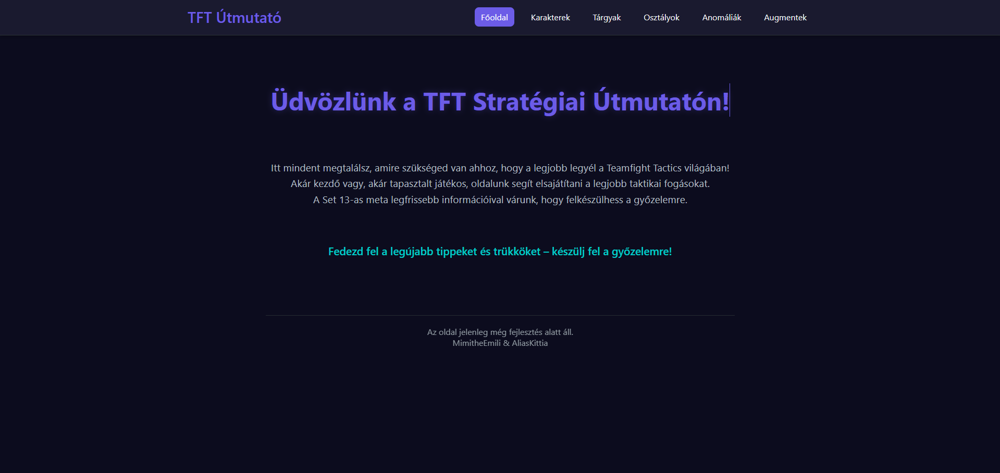 TFT Útmutató
Főoldal
Karakterek
Tárgyak
Osztályok
Anomáliák
Augmentek
Üdvözlünk a TFT Stratégiai Útmutatón!
Itt mindent megtalálsz, amire szükséged van ahhoz, hogy a legjobb legyél a Teamfight Tactics világában!
Akár kezdő vagy, akár tapasztalt játékos, oldalunk segít elsajátítani a legjobb taktikai fogásokat.
A Set 13-as meta legfrissebb információival várunk, hogy felkészülhess a győzelemre.
Fedezd fel a legújabb tippeket és trükköket – készülj fel a győzelemre!
Az oldal jelenleg még fejlesztés alatt áll.
MimitheEmili & AliasKittia